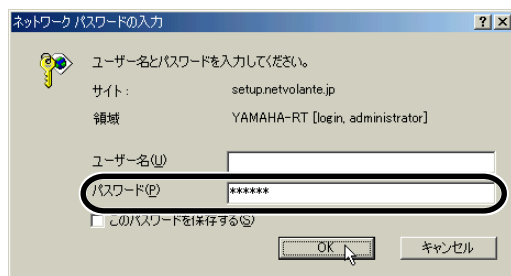 ネットワーク パスワードの入力
ユーザー名とパスワードを入力してください。
サイト： setup.netvolante.jp
領域 YAMAHA-RT [login, administrator]
ユーザー名(U)
パスワード(P) ******
このパスワードを保存する(S)
OK キャンセル